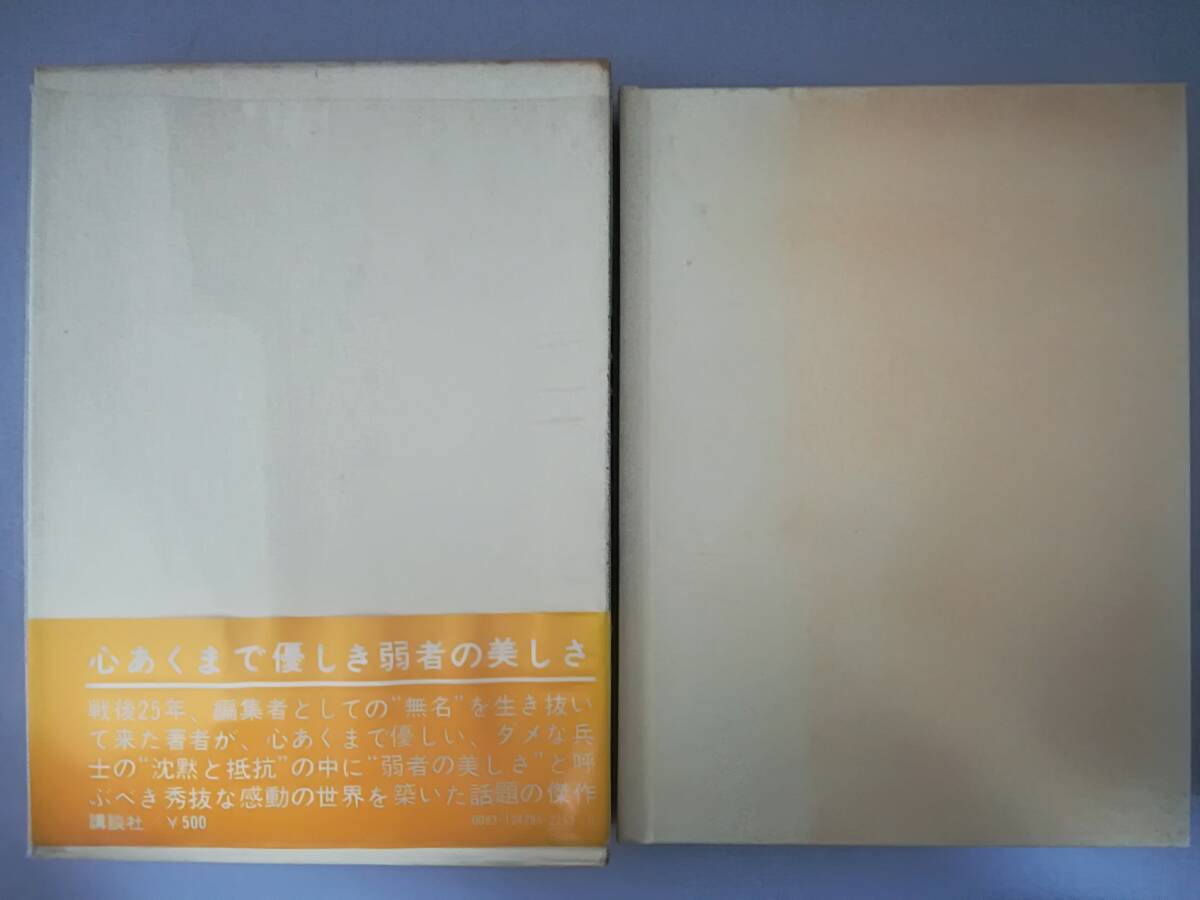 心あくまで優しき弱者の美しさ
戦後25年、編集者としての“無名”を生き抜い
て来た著者が、心あくまで優しい、ダメな兵
士の“沈黙と抵抗”の中に“弱者の美しさ”と呼
ぶべき秀抜な感動の世界を築いた話題の傑作
講談社／￥500